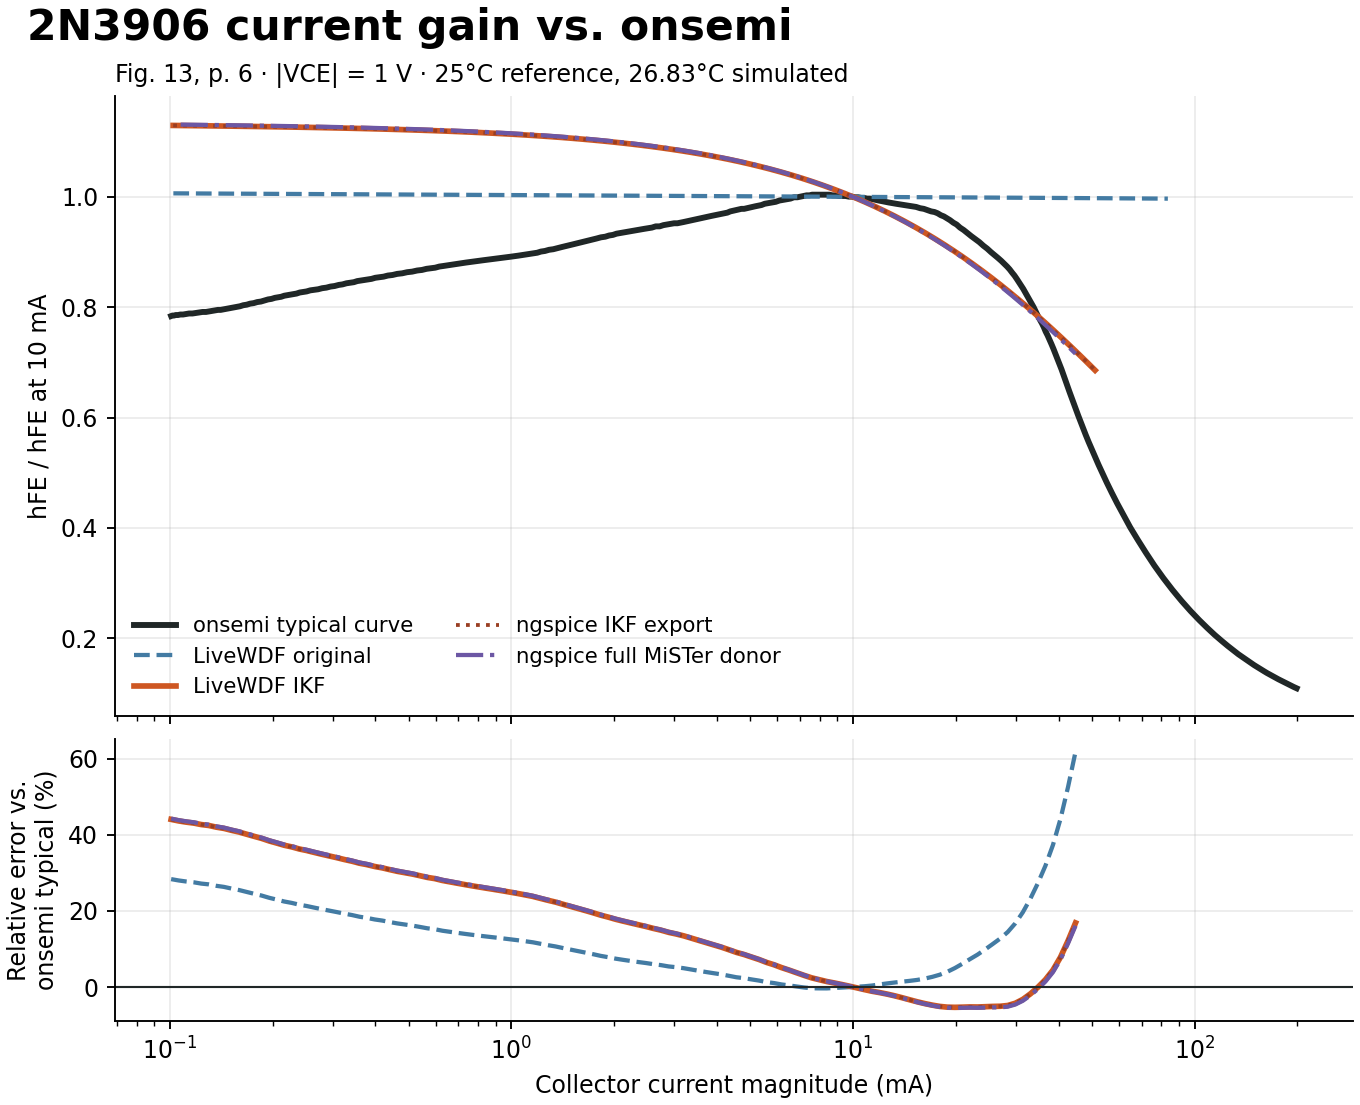 2N3906 current gain vs. onsemi
Fig. 13, p. 6 · |VCE| = 1 V · 25°C reference, 26.83°C simulated
hFE / hFE at 10 mA
1.0
0.8
0.6
0.4
0.2
onsemi typical curve
LiveWDF original
LiveWDF IKF
ngspice IKF export
ngspice full MiSTer donor
Relative error vs.
onsemi typical (%)
60
40
20
0
10⁻¹
10⁰
10¹
10²
Collector current magnitude (mA)